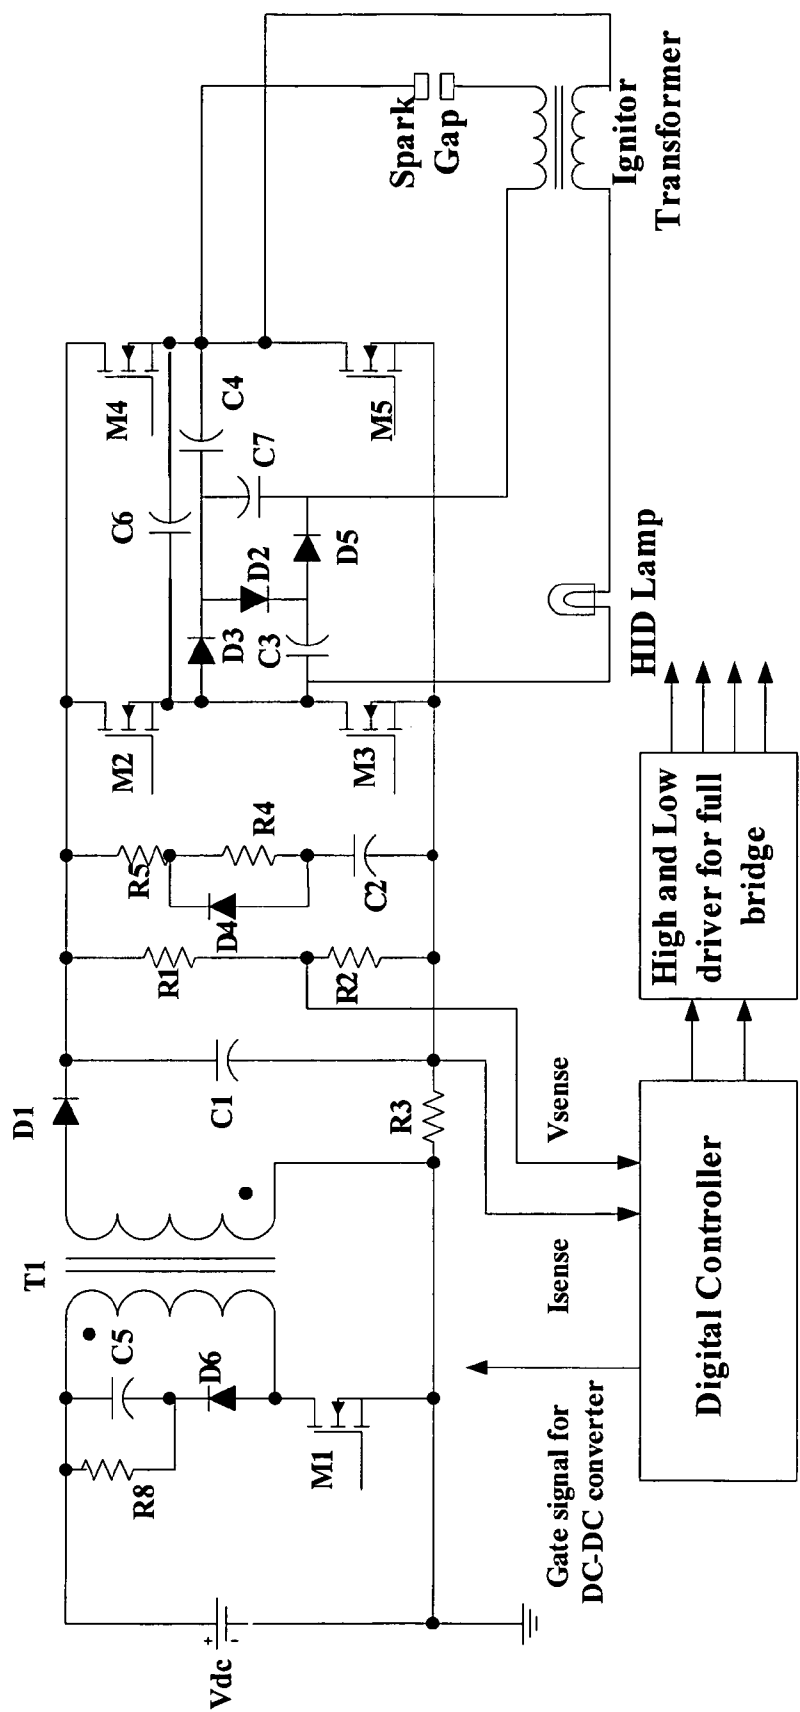 Vdc
+
-
R8
C5
D6
M1
T1
D1
C1
R3
R1
R2
R5
D4
R4
C2
M2
M3
C6
D3
C3
D2
D5
C7
C4
M4
M5
Spark
Gap
Ignitor
Transformer
HID Lamp
Gate signal for
DC-DC converter
Isense
Vsense
Digital Controller
High and Low
driver for full
bridge